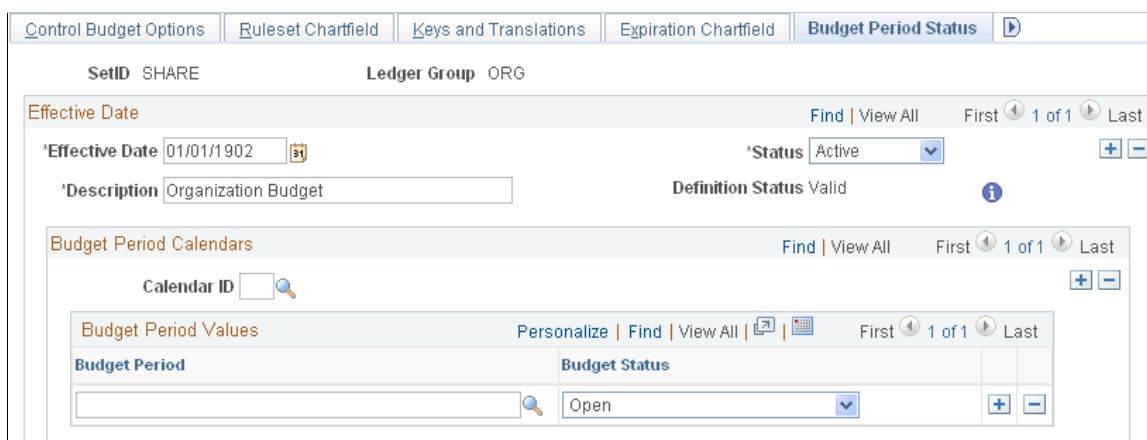 Control Budget Options Ruleset Chartfield Keys and Translations Expiration Chartfield Budget Period Status
SetID SHARE Ledger Group ORG
Effective Date Find | View All First 1 of 1 Last
*Effective Date 01/01/1902 31 *Status Active
*Description Organization Budget Definition Status Valid
Budget Period Calendars Find | View All First 1 of 1 Last
Calendar ID
Budget Period Values Personalize | Find | View All | | First 1 of 1 Last
Budget Period Budget Status
Open